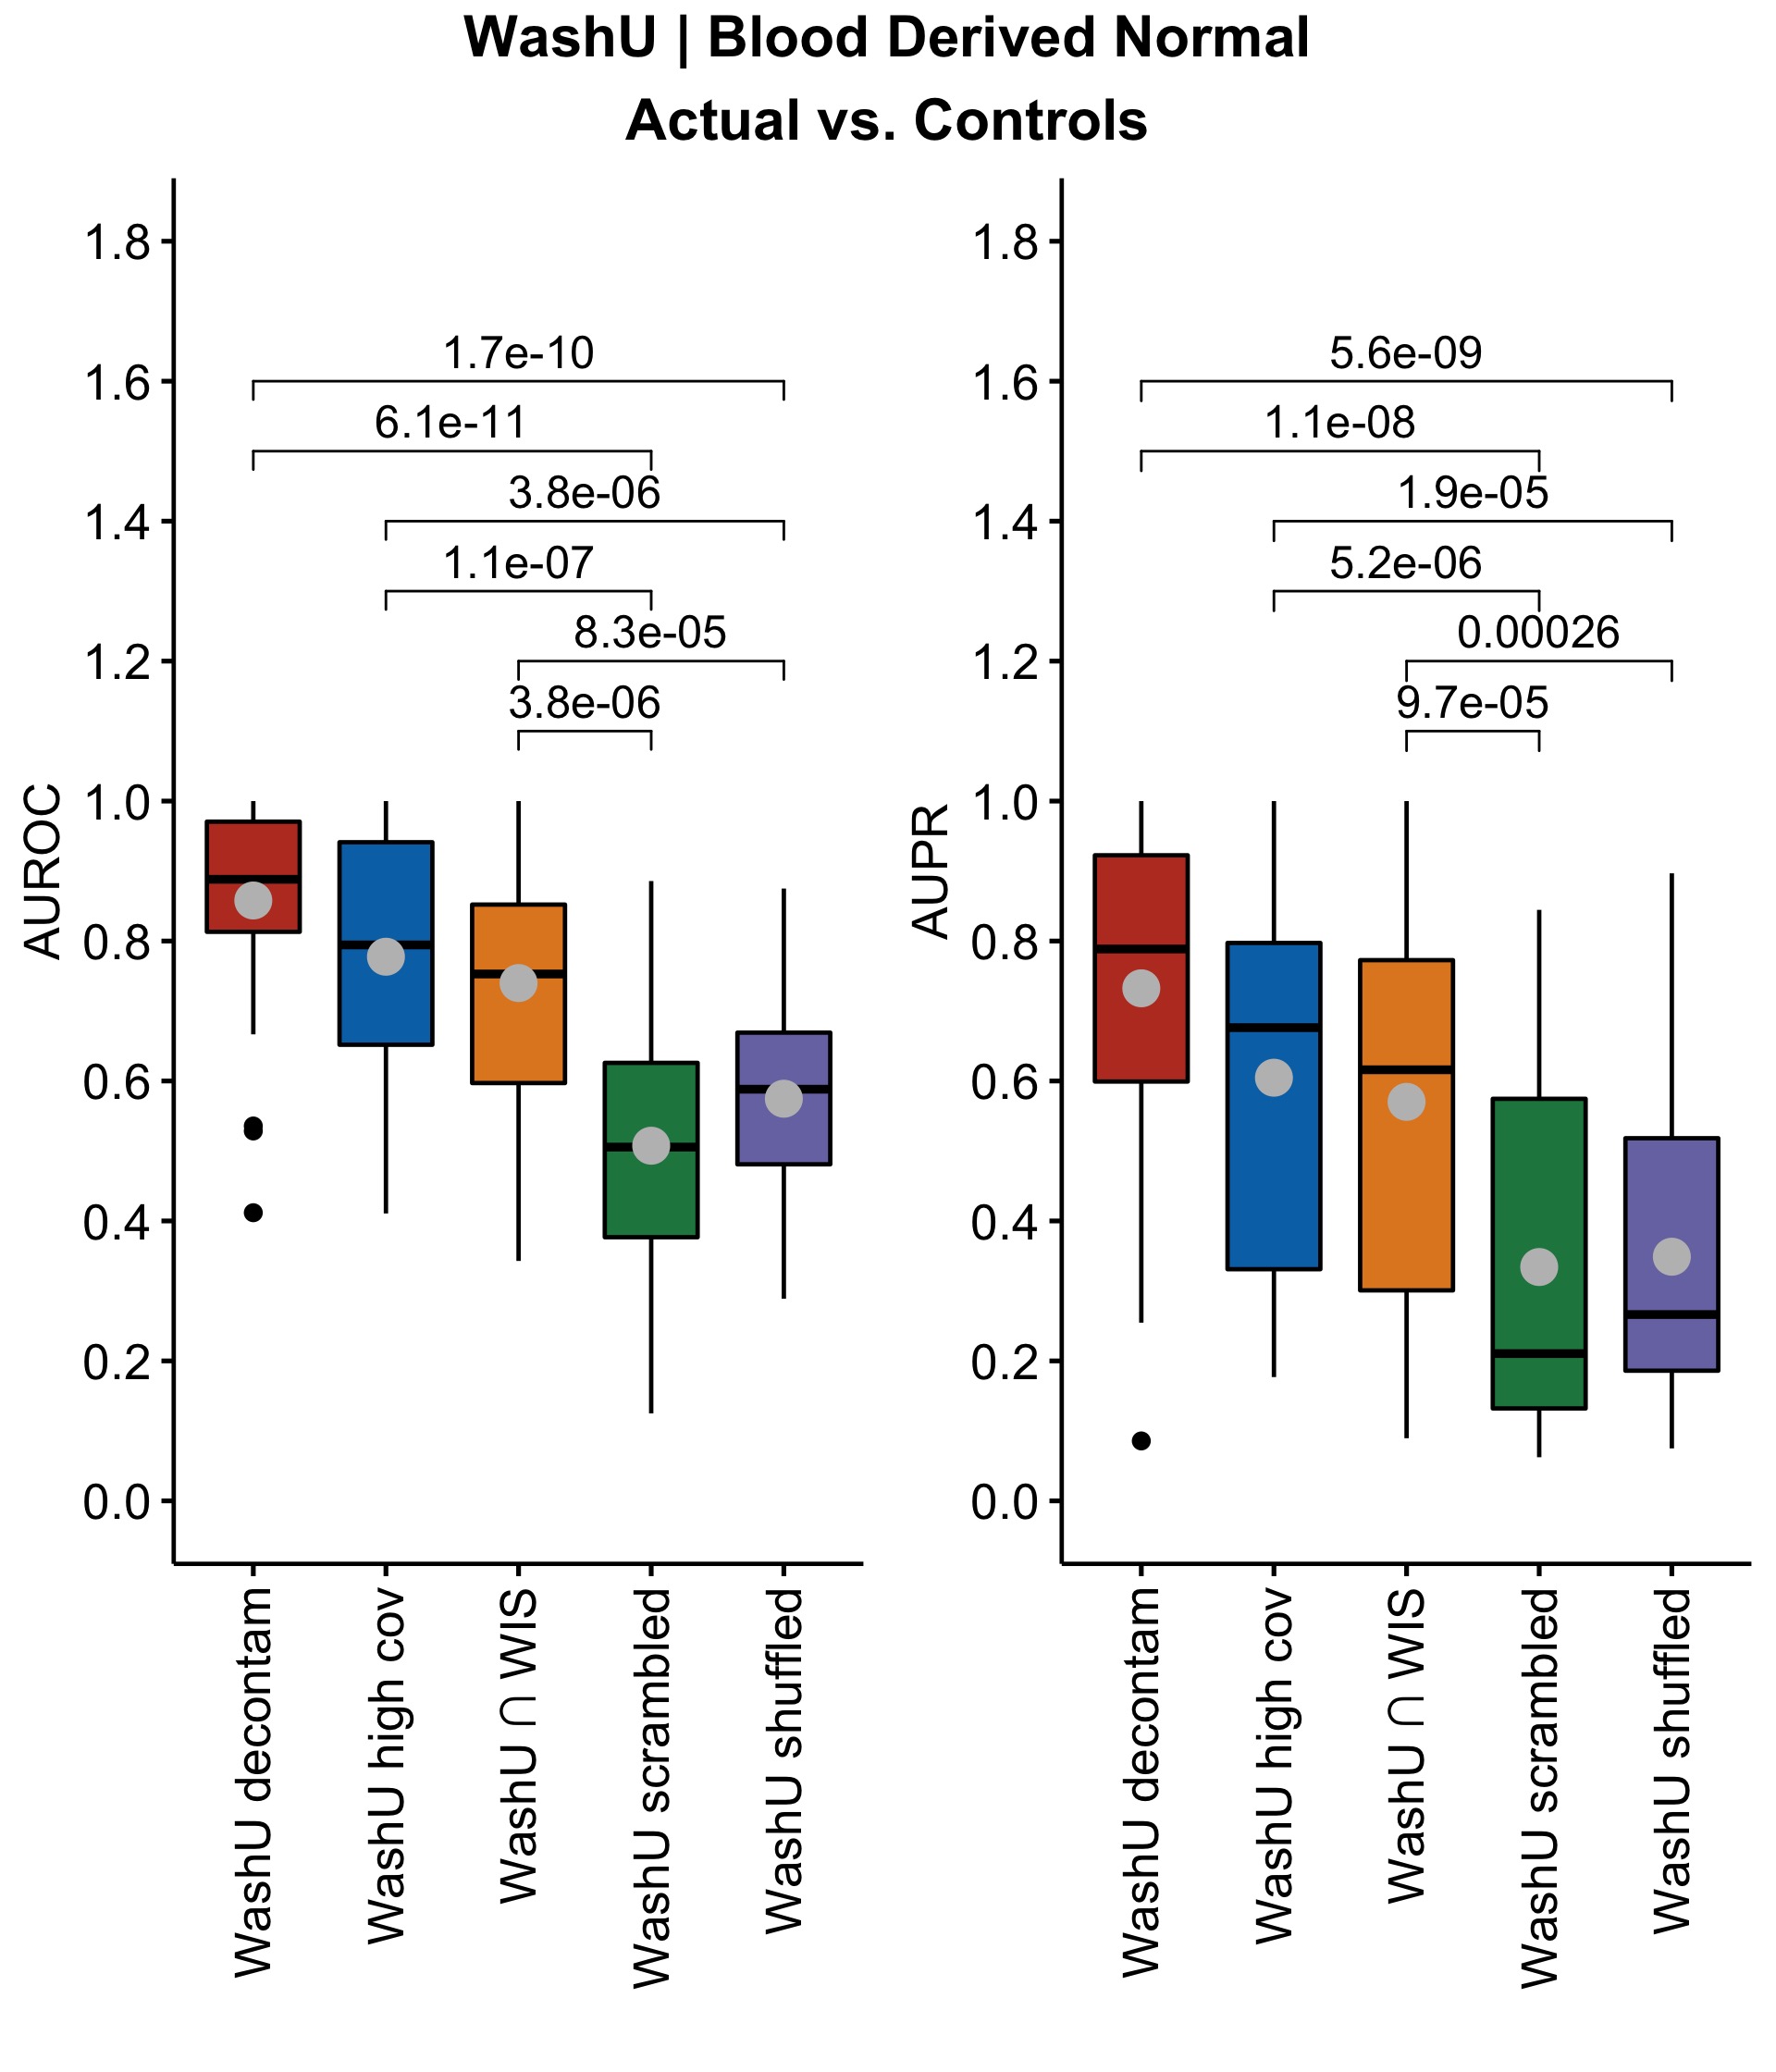 WashU | Blood Derived Normal
Actual vs. Controls
AUROC
1.8
1.6
1.4
1.2
1.0
0.8
0.6
0.4
0.2
0.0
1.7e-10
6.1e-11
3.8e-06
1.1e-07
8.3e-05
3.8e-06
WashU decontam
WashU high cov
WashU ∩ WIS
WashU scrambled
WashU shuffled
AUPR
1.8
1.6
1.4
1.2
1.0
0.8
0.6
0.4
0.2
0.0
5.6e-09
1.1e-08
1.9e-05
5.2e-06
0.00026
9.7e-05
WashU decontam
WashU high cov
WashU ∩ WIS
WashU scrambled
WashU shuffled